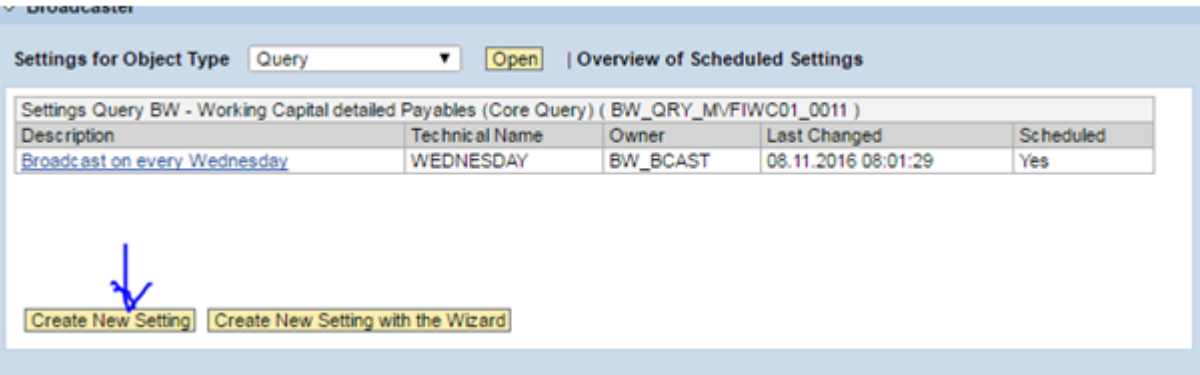 Broadcaster
Settings for Object Type Query Open | Overview of Scheduled Settings
Settings Query BW - Working Capital detailed Payables (Core Query) ( BW_QRY_MVFIWC01_0011 )
Description Technical Name Owner Last Changed Scheduled
Broadcast on every Wednesday WEDNESDAY BW_BCAST 08.11.2016 08:01:29 Yes
Create New Setting Create New Setting with the Wizard